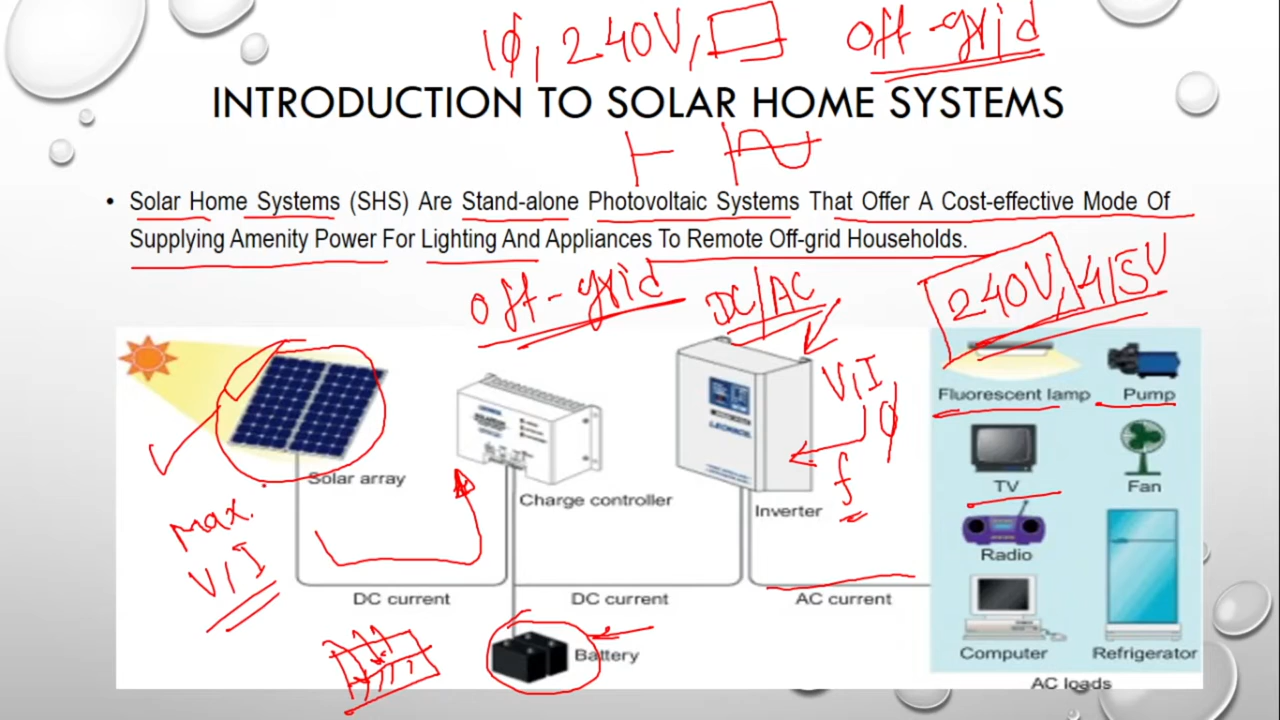 1ϕ, 240V,
off-grid
INTRODUCTION TO SOLAR HOME SYSTEMS
• Solar Home Systems (SHS) Are Stand-alone Photovoltaic Systems That Offer A Cost-effective Mode Of
Supplying Amenity Power For Lighting And Appliances To Remote Off-grid Households.
off-grid
DC/AC
240V, 415V
V, I
ϕ
f
Fluorescent lamp
Pump
Solar array
Charge controller
Inverter
TV
Fan
max.
V, I
Radio
DC current
DC current
AC current
Battery
Computer
Refrigerator
AC loads